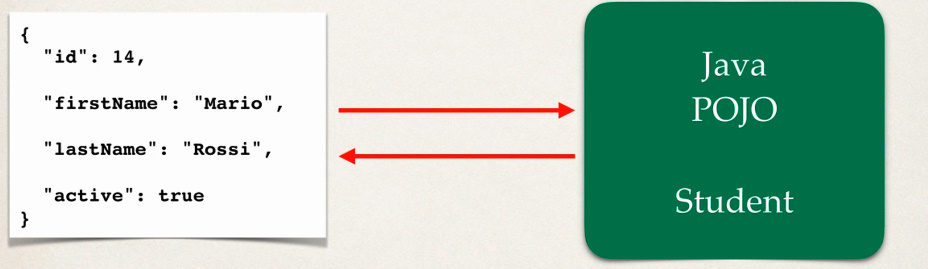 {
"id": 14,
"firstName": "Mario",
"lastName": "Rossi",
"active": true
}
Java
POJO
Student